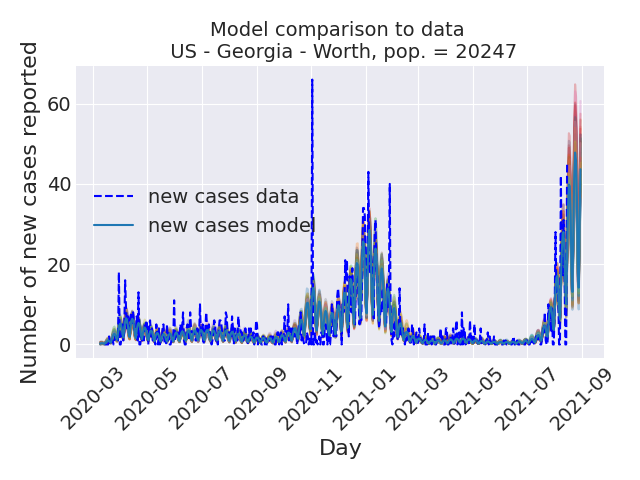 Model comparison to data
US - Georgia - Worth, pop. = 20247
Number of new cases reported
60
40
20
0
new cases data
new cases model
2020-03
2020-05
2020-07
2020-09
2020-11
2021-01
2021-03
2021-05
2021-07
2021-09
Day